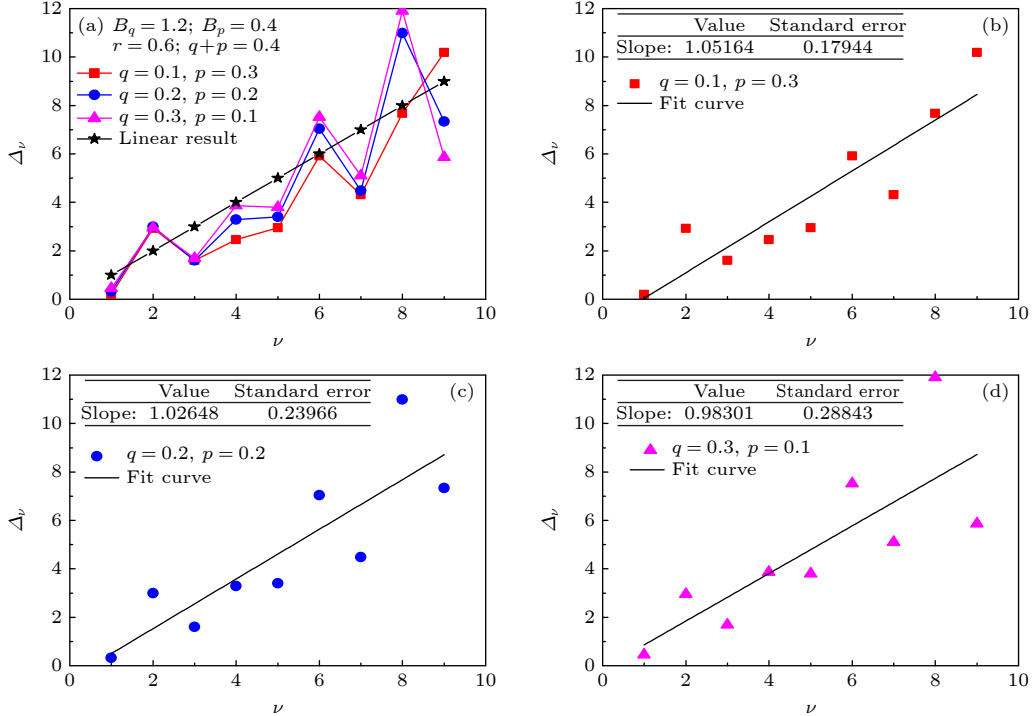 (a) B_q = 1.2; B_p = 0.4
r = 0.6; q+p = 0.4
q = 0.1, p = 0.3
q = 0.2, p = 0.2
q = 0.3, p = 0.1
Linear result
12
10
8
6
4
2
0
Δ_ν
0 2 4 6 8 10
ν
(b)
Value Standard error
Slope: 1.05164 0.17944
q = 0.1, p = 0.3
Fit curve
12
10
8
6
4
2
0
Δ_ν
0 2 4 6 8 10
ν
(c)
Value Standard error
Slope: 1.02648 0.23966
q = 0.2, p = 0.2
Fit curve
12
10
8
6
4
2
0
Δ_ν
0 2 4 6 8 10
ν
(d)
Value Standard error
Slope: 0.98301 0.28843
q = 0.3, p = 0.1
Fit curve
12
10
8
6
4
2
0
Δ_ν
0 2 4 6 8 10
ν